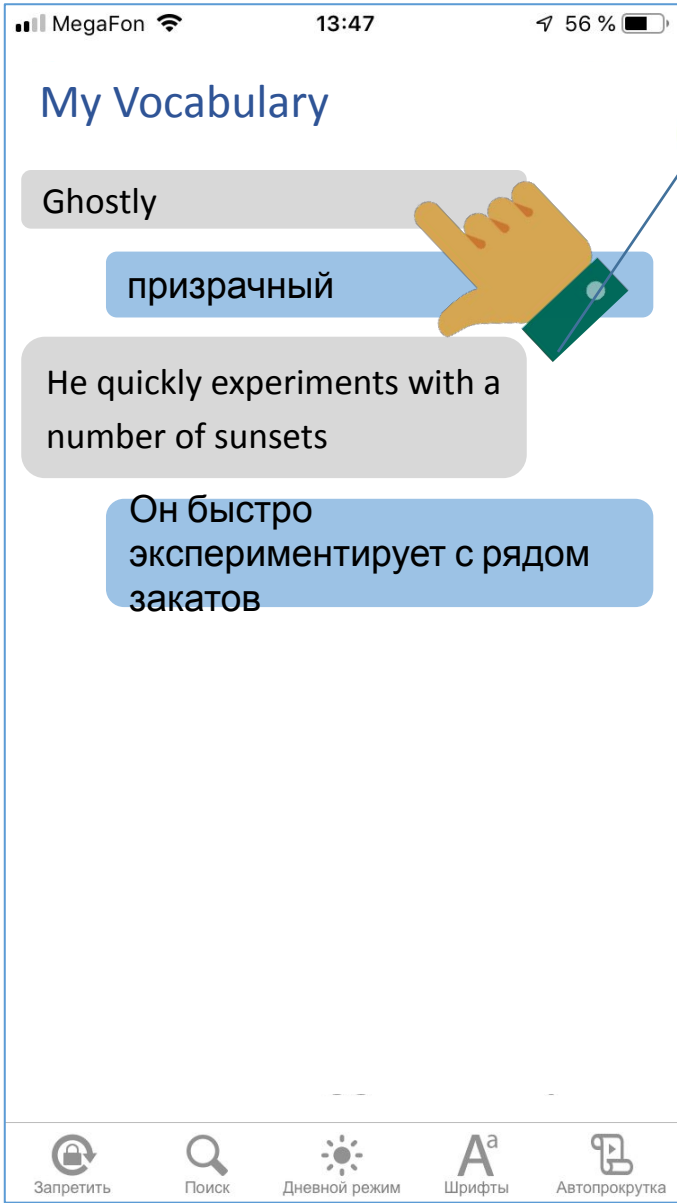 MegaFon 13:47 56 %
My Vocabulary
Ghostly
призрачный
He quickly experiments with a
number of sunsets
Он быстро
экспериментирует с рядом
закатов
Запретить Поиск Дневной режим Aa Шрифты Автопрокрутка